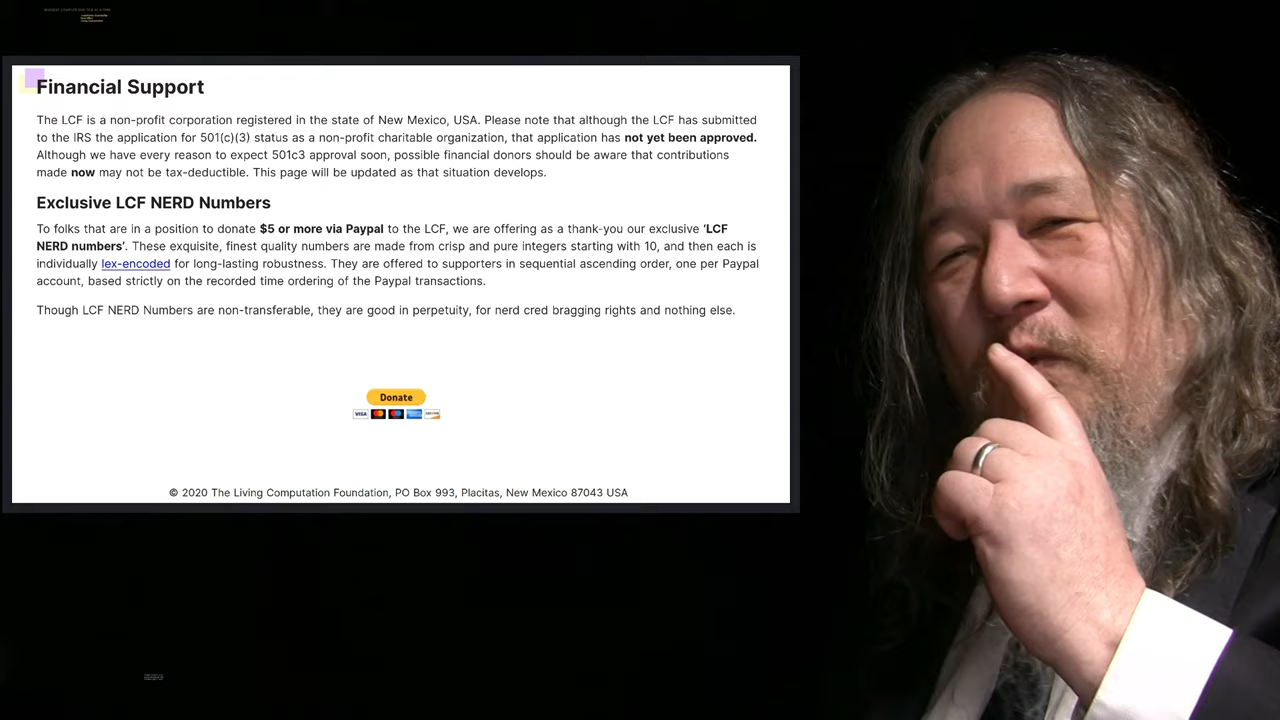 Financial Support
The LCF is a non-profit corporation registered in the state of New Mexico, USA. Please note that although the LCF has submitted
to the IRS the application for 501(c)(3) status as a non-profit charitable organization, that application has not yet been approved.
Although we have every reason to expect 501c3 approval soon, possible financial donors should be aware that contributions
made now may not be tax-deductible. This page will be updated as that situation develops.
Exclusive LCF NERD Numbers
To folks that are in a position to donate $5 or more via Paypal to the LCF, we are offering as a thank-you our exclusive 'LCF
NERD numbers'. These exquisite, finest quality numbers are made from crisp and pure integers starting with 10, and then each is
individually lex-encoded for long-lasting robustness. They are offered to supporters in sequential ascending order, one per Paypal
account, based strictly on the recorded time ordering of the Paypal transactions.
Though LCF NERD Numbers are non-transferable, they are good in perpetuity, for nerd cred bragging rights and nothing else.
Donate
VISA
© 2020 The Living Computation Foundation, PO Box 993, Placitas, New Mexico 87043 USA